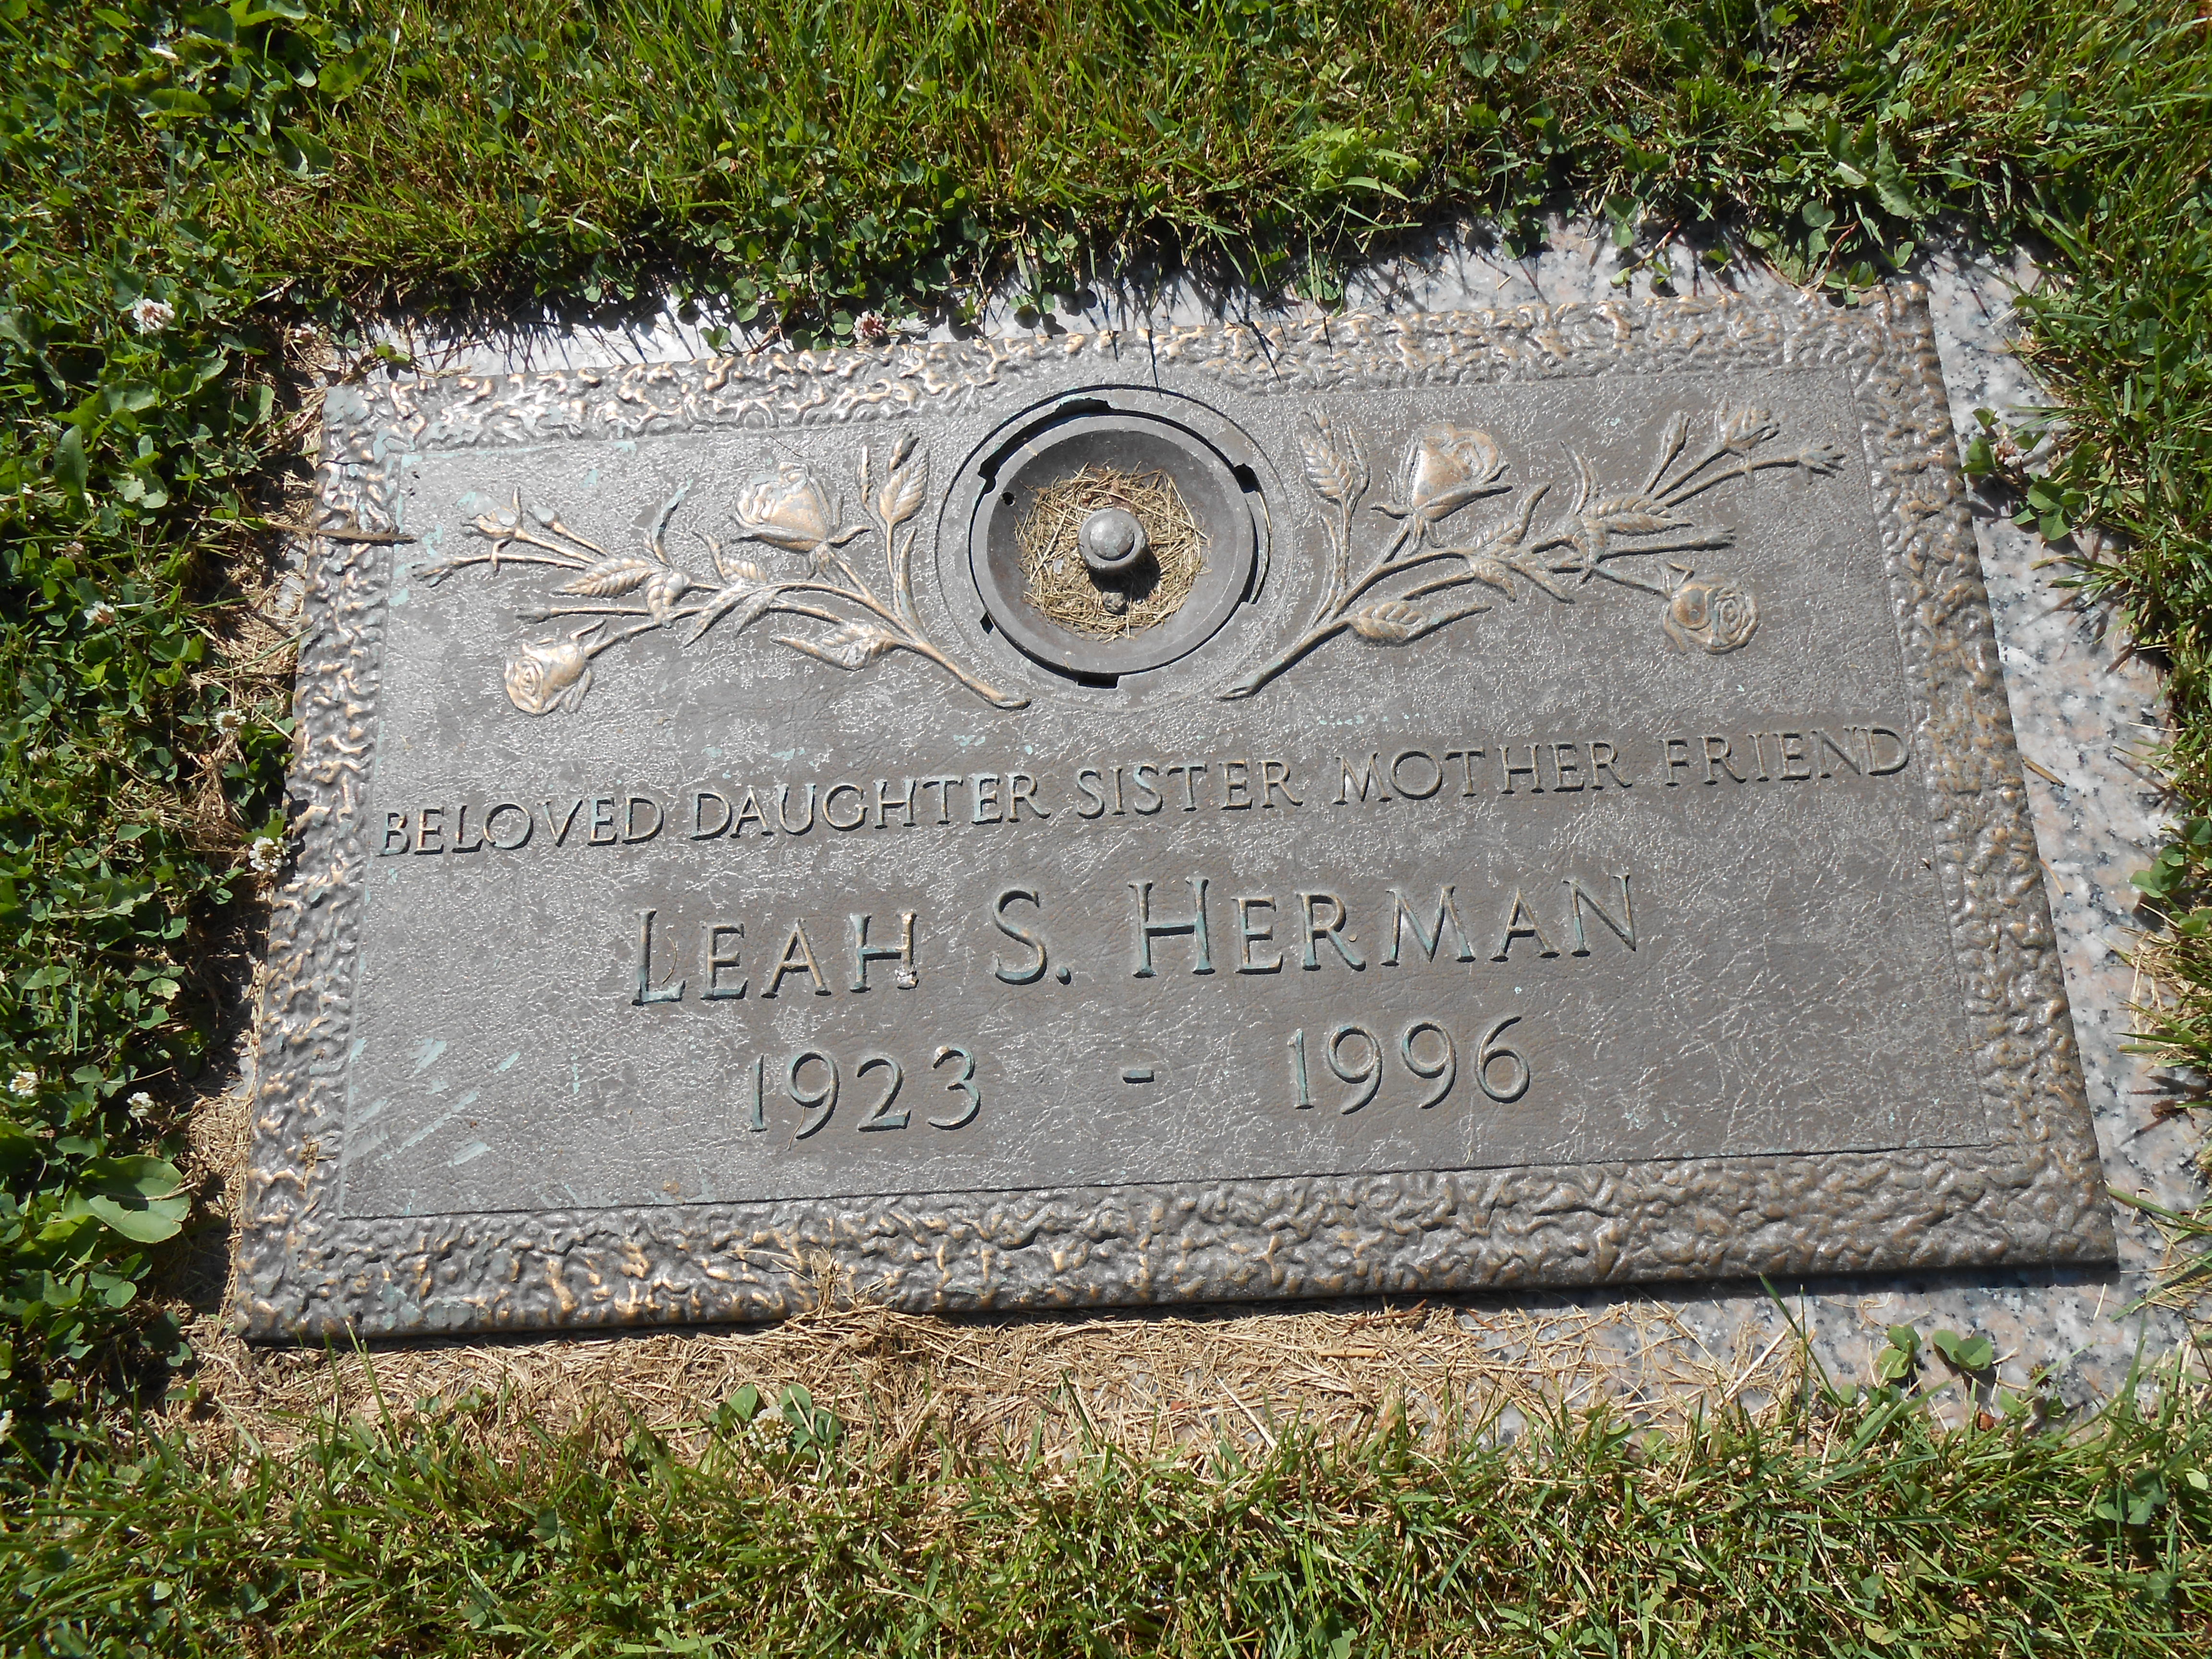 BELOVED DAUGHTER SISTER MOTHER FRIEND
LEAH S. HERMAN
1923 - 1996